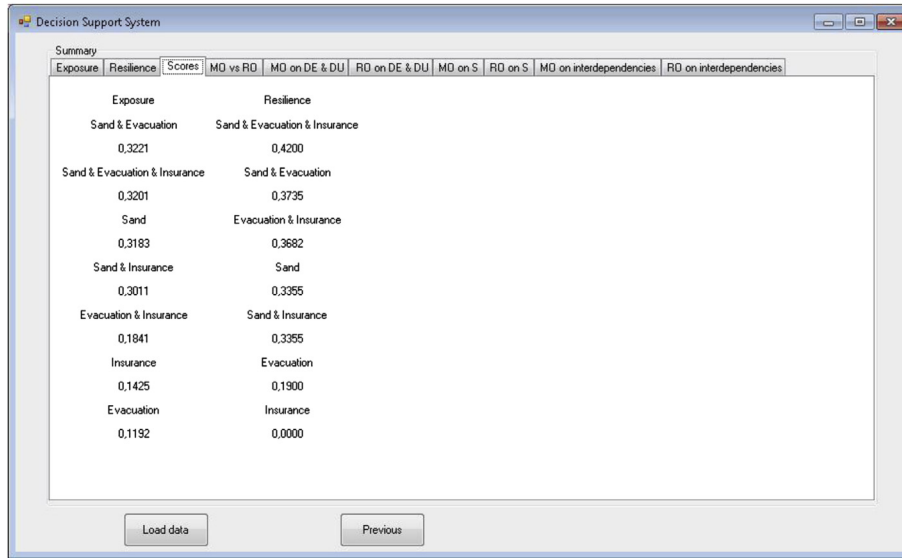 Decision Support System
Summary
Exposure Resilience Scores MO vs RO MO on DE & DU RO on DE & DU MO on S RO on S MO on interdependencies RO on interdependencies
Exposure Resilience
Sand & Evacuation Sand & Evacuation & Insurance
0,3221 0,4200
Sand & Evacuation & Insurance Sand & Evacuation
0,3201 0,3735
Sand Evacuation & Insurance
0,3183 0,3682
Sand & Insurance Sand
0,3011 0,3355
Evacuation & Insurance Sand & Insurance
0,1841 0,3355
Insurance Evacuation
0,1425 0,1900
Evacuation Insurance
0,1192 0,0000
Load data Previous